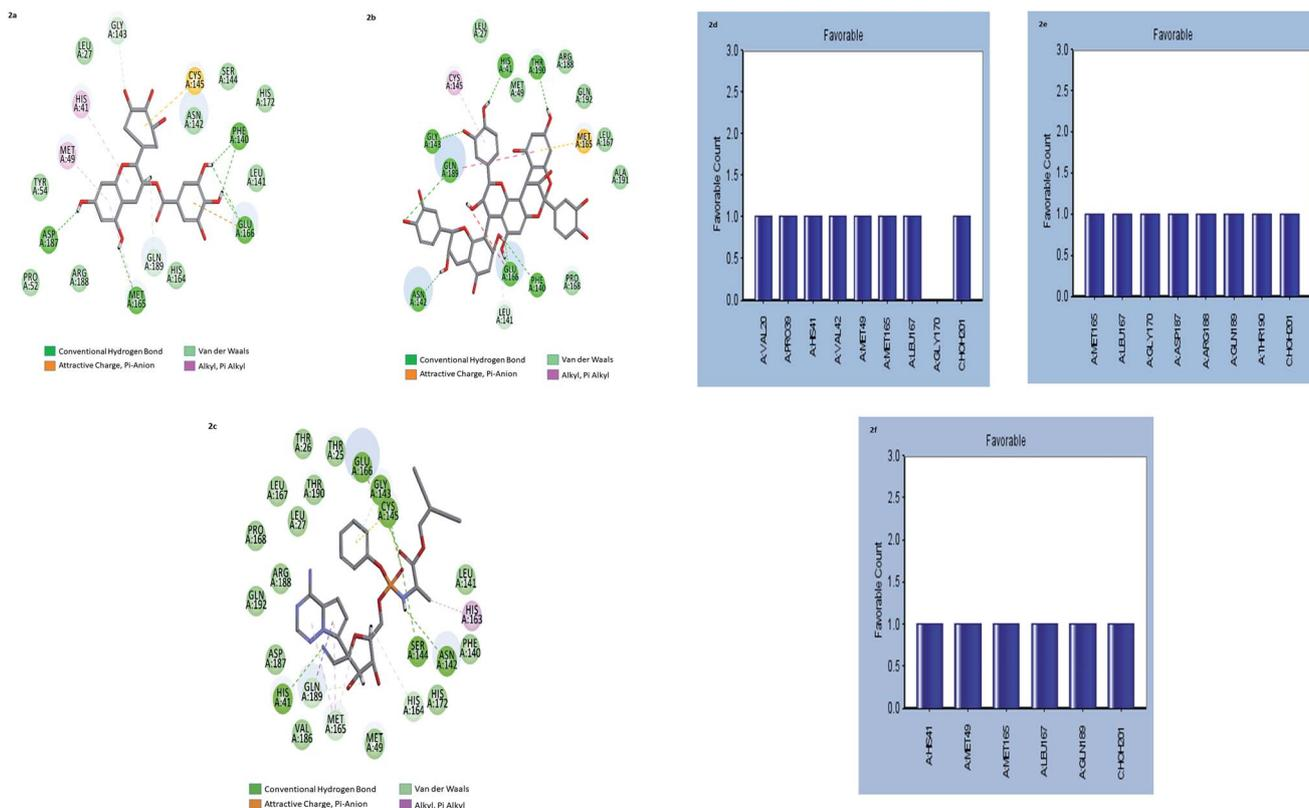 2a
GLY
A:143
LEU
A:27
CYS
A:145
SER
A:144
HIS
A:41
ASN
A:142
HIS
A:172
MET
A:49
PHE
A:140
TYR
A:54
LEU
A:141
ASP
A:187
GLU
A:166
PRO
A:52
ARG
A:188
GLN
A:189
HIS
A:164
MET
A:165
Conventional Hydrogen Bond
Van der Waals
Attractive Charge, Pi-Anion
Alkyl, Pi Alkyl
2b
LEU
A:27
HIS
A:41
THR
A:190
ARG
A:188
CYS
A:145
MET
A:49
GLN
A:192
GLY
A:143
MET
A:165
LEU
A:167
GLN
A:189
ALA
A:191
ASN
A:142
GLU
A:166
PHE
A:140
PRO
A:168
LEU
A:141
Conventional Hydrogen Bond
Van der Waals
Attractive Charge, Pi-Anion
Alkyl, Pi Alkyl
2d
Favorable
Favorable Count
3.0
2.5
2.0
1.5
1.0
0.5
0.0
A:VAL20
A:PRO39
A:HIS41
A:VAL42
A:MET49
A:MET165
A:LEU167
A:GLY170
C:HOH201
2e
Favorable
Favorable Count
3.0
2.5
2.0
1.5
1.0
0.5
0.0
A:MET165
A:LEU167
A:GLY170
A:ASP187
A:ARG188
A:GLN189
A:THR190
C:HOH201
2c
THR
A:26
THR
A:25
GLU
A:166
LEU
A:167
THR
A:190
GLY
A:143
CYS
A:145
PRO
A:168
LEU
A:27
ARG
A:188
GLN
A:192
LEU
A:141
HIS
A:163
ASP
A:187
SER
A:144
ASN
A:142
PHE
A:140
HIS
A:41
GLN
A:189
HIS
A:164
HIS
A:172
VAL
A:186
MET
A:165
MET
A:49
Conventional Hydrogen Bond
Van der Waals
Attractive Charge, Pi-Anion
Alkyl, Pi Alkyl
2f
Favorable
Favorable Count
3.0
2.5
2.0
1.5
1.0
0.5
0.0
A:HIS41
A:MET49
A:MET165
A:LEU167
A:GLN189
C:HOH201